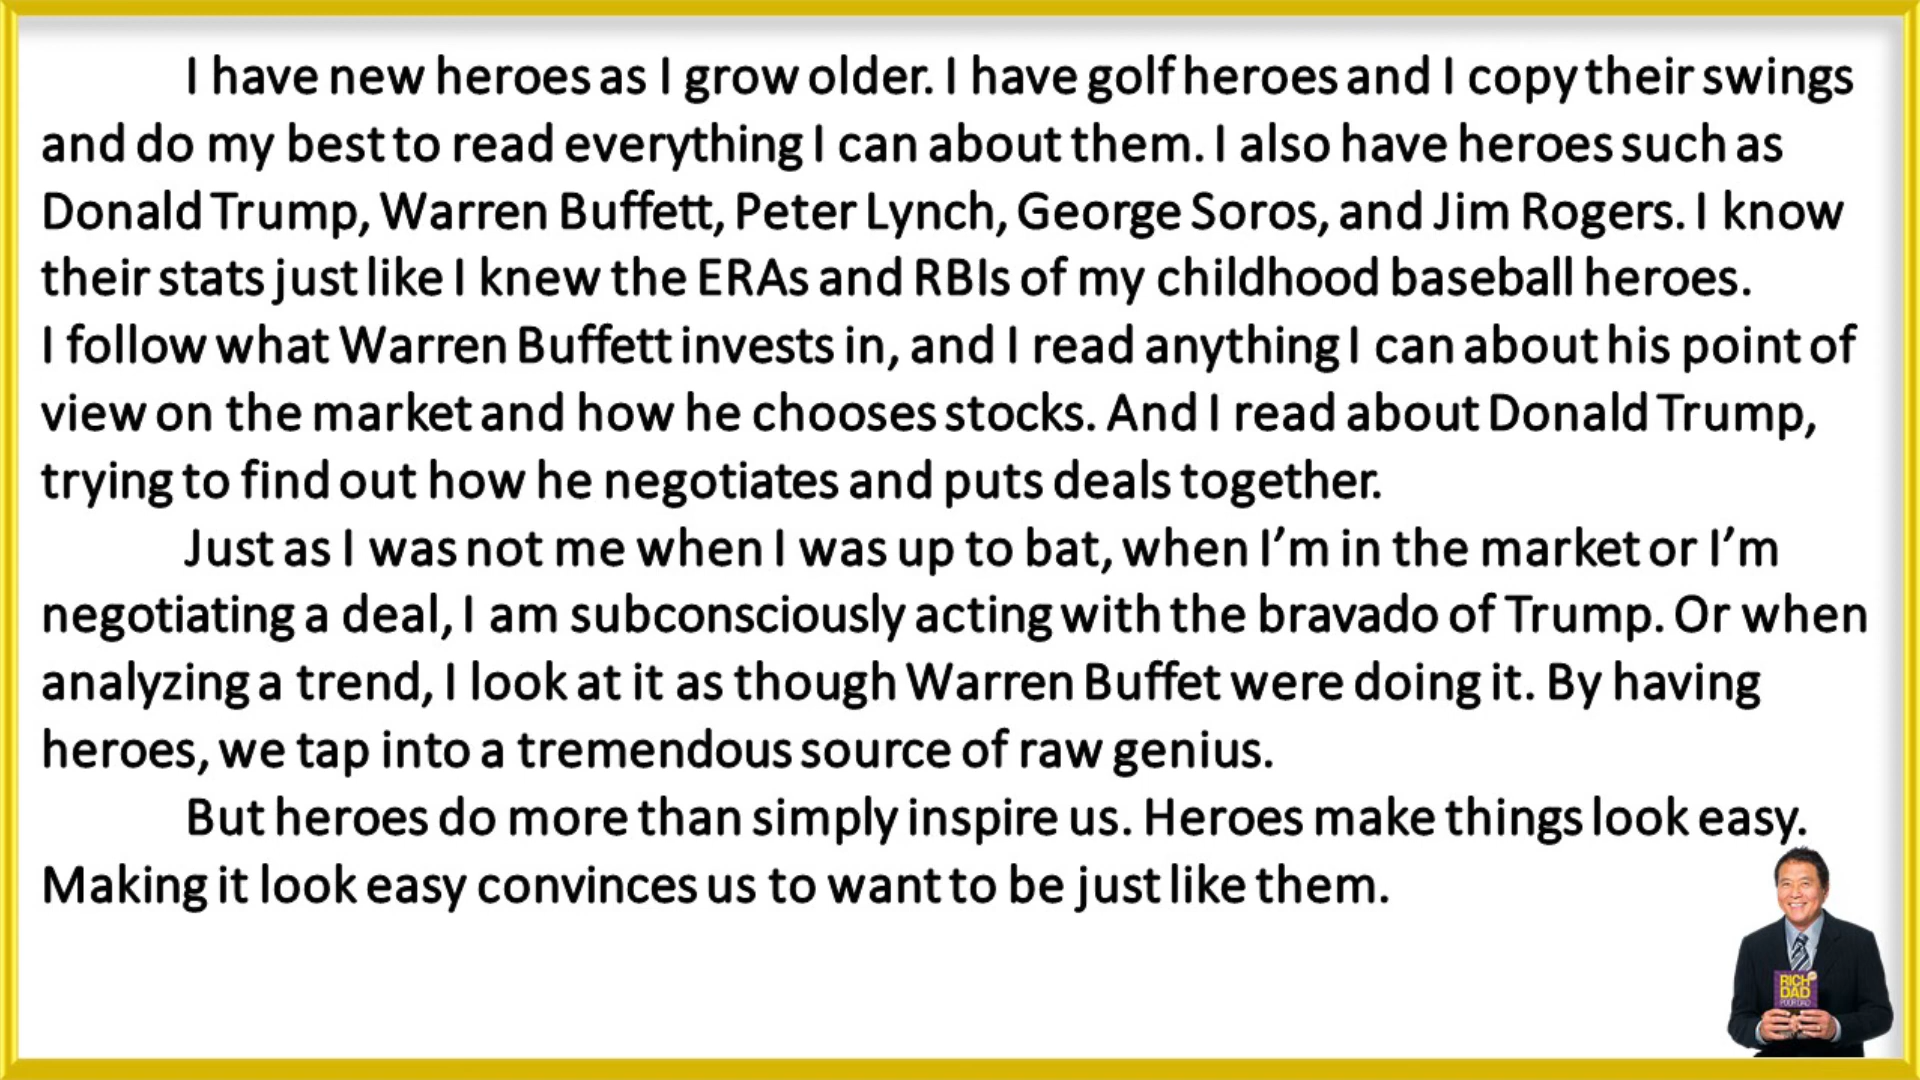 I have new heroes as I grow older. I have golf heroes and I copy their swings
and do my best to read everything I can about them. I also have heroes such as
Donald Trump, Warren Buffett, Peter Lynch, George Soros, and Jim Rogers. I know
their stats just like I knew the ERAs and RBIs of my childhood baseball heroes.
I follow what Warren Buffett invests in, and I read anything I can about his point of
view on the market and how he chooses stocks. And I read about Donald Trump,
trying to find out how he negotiates and puts deals together.
Just as I was not me when I was up to bat, when I’m in the market or I’m
negotiating a deal, I am subconsciously acting with the bravado of Trump. Or when
analyzing a trend, I look at it as though Warren Buffet were doing it. By having
heroes, we tap into a tremendous source of raw genius.
But heroes do more than simply inspire us. Heroes make things look easy.
Making it look easy convinces us to want to be just like them.
RICH
DAD
POOR DAD